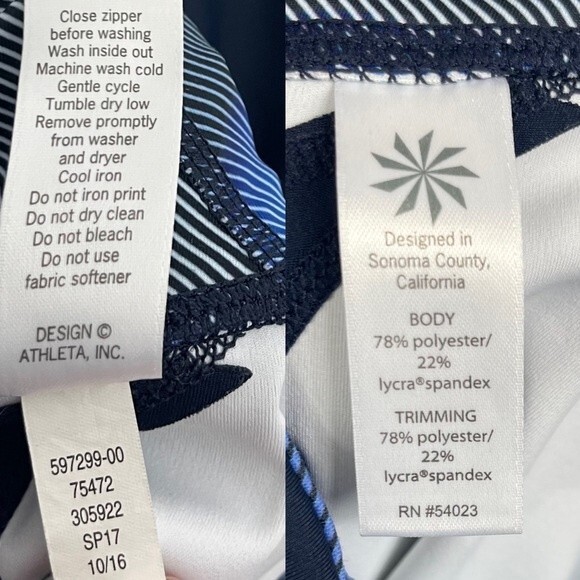 Close zipper
before washing
Wash inside out
Machine wash cold
Gentle cycle
Tumble dry low
Remove promptly
from washer
and dryer
Cool iron
Do not iron print
Do not dry clean
Do not bleach
Do not use
fabric softener
DESIGN ©
ATHLETA, INC.
597299-00
75472
305922
SP17
10/16
Designed in
Sonoma County,
California
BODY
78% polyester/
22%
lycra®spandex
TRIMMING
78% polyester/
22%
lycra®spandex
RN #54023